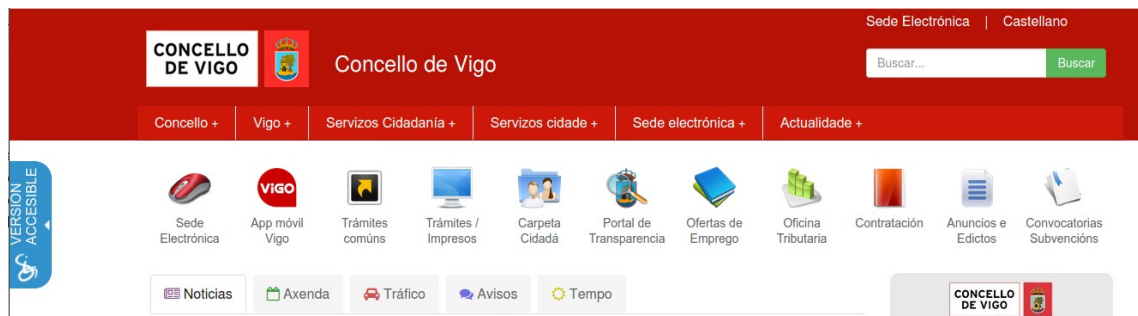 Sede Electrónica | Castellano
CONCELLO
DE VIGO
Concello de Vigo
Buscar...
Buscar
Concello +
Vigo +
Servizos Cidadanía +
Servizos cidade +
Sede electrónica +
Actualidade +
VERSIÓN
ACCESIBLE
ViGO
Sede
Electrónica
App móvil
Vigo
Trámites
comúns
Trámites /
Impresos
Carpeta
Cidadá
Portal de
Transparencia
Ofertas de
Emprego
Oficina
Tributaria
Contratación
Anuncios e
Edictos
Convocatorias
Subvencións
Noticias
Axenda
Tráfico
Avisos
Tempo
CONCELLO
DE VIGO